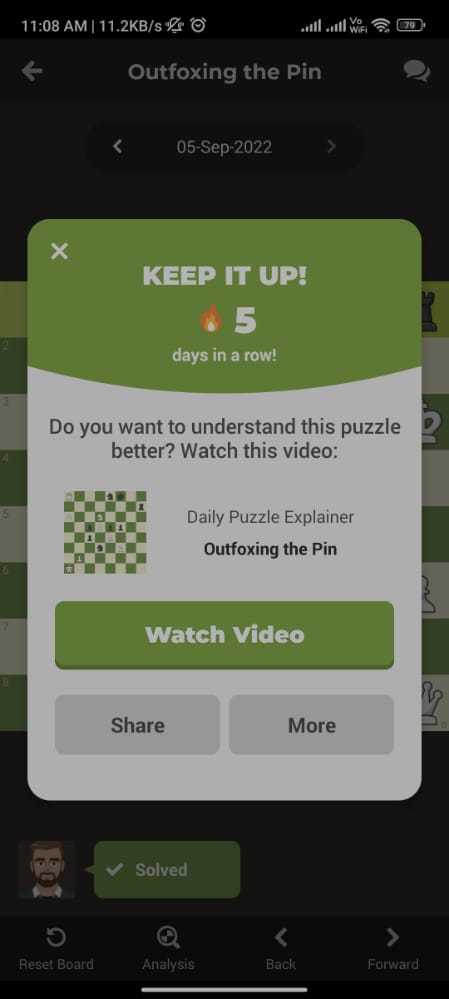 11:08 AM | 11.2KB/s
Vo
WiFi
79
Outfoxing the Pin
05-Sep-2022
KEEP IT UP!
5
days in a row!
Do you want to understand this puzzle
better? Watch this video:
Daily Puzzle Explainer
Outfoxing the Pin
Watch Video
Share
More
2
3
4
5
6
7
8
Solved
Reset Board
Analysis
Back
Forward